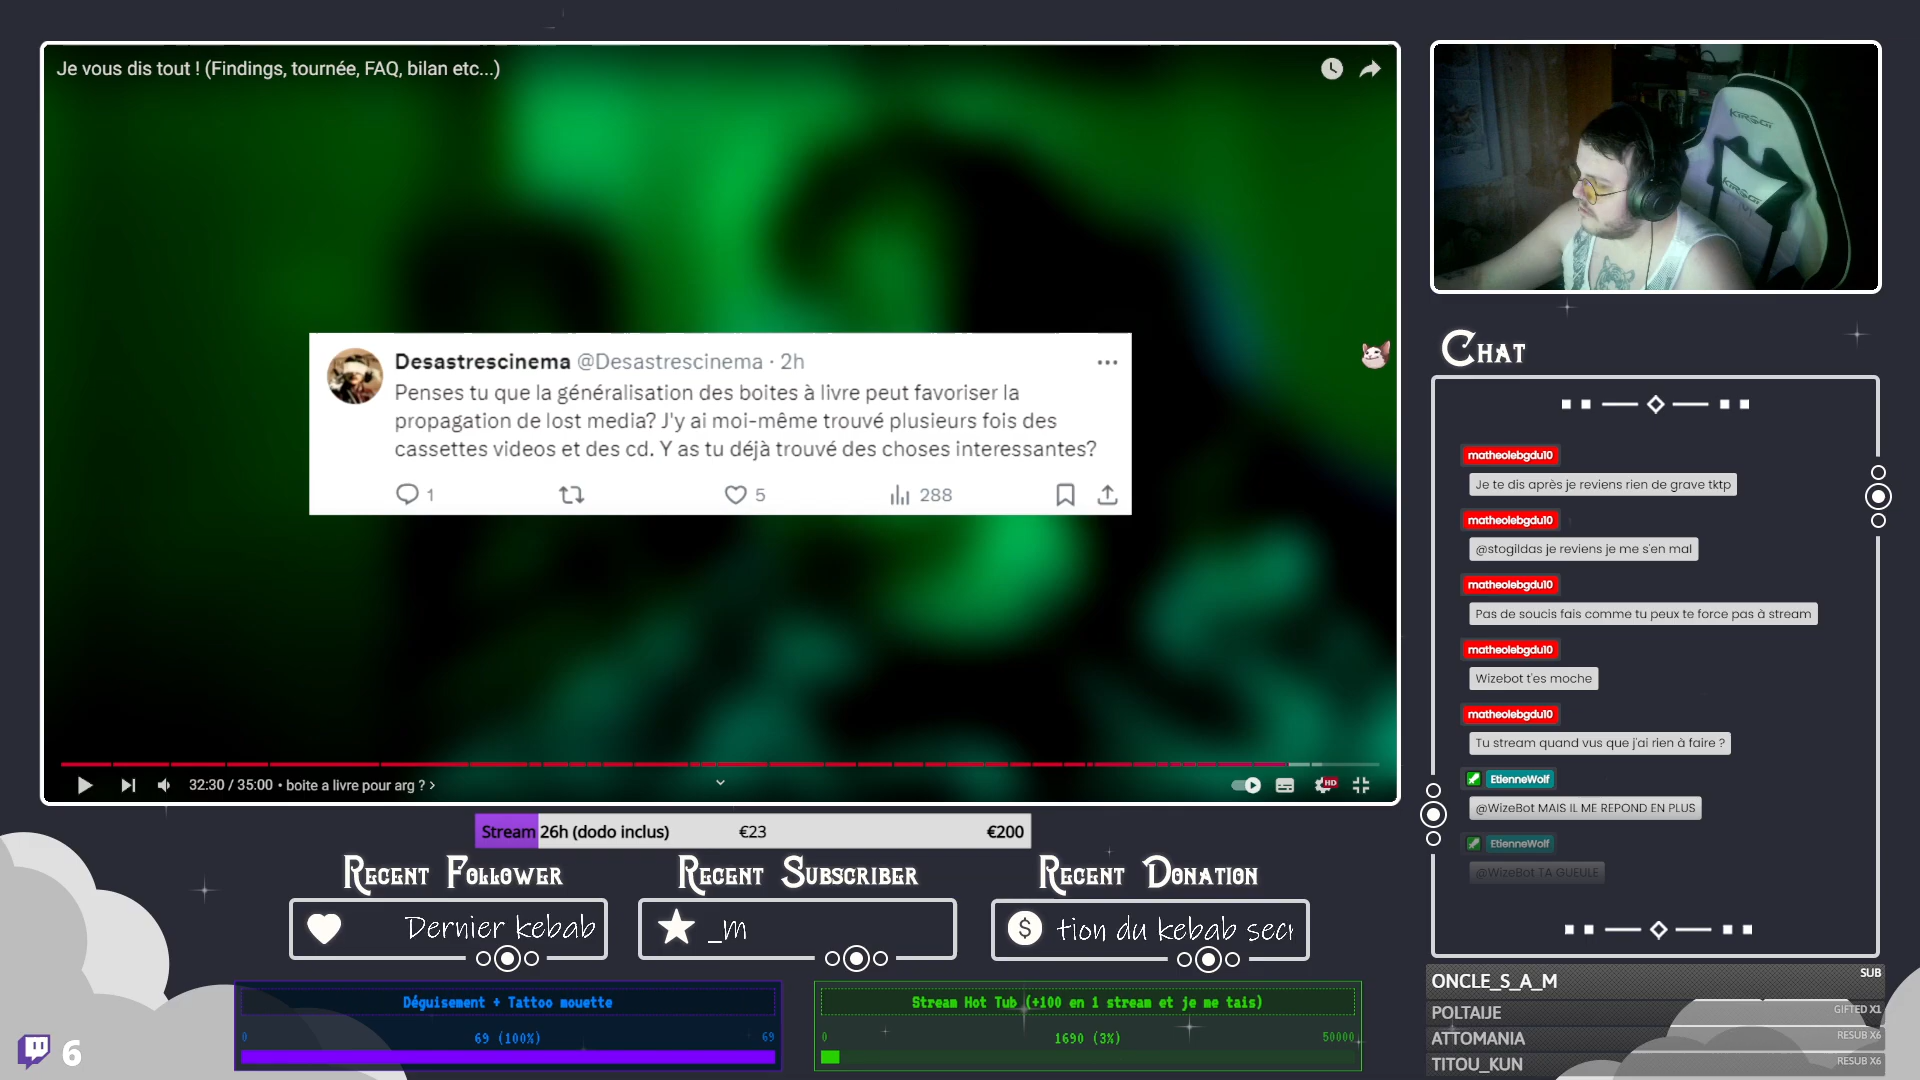 Je vous dis tout ! (Findings, tournée, FAQ, bilan etc...)
Desastrescinema @Desastrescinema · 2h
Penses tu que la généralisation des boites à livre peut favoriser la
propagation de lost media? J'y ai moi-même trouvé plusieurs fois des
cassettes videos et des cd. Y as tu déjà trouvé des choses interessantes?
1 5 288
32:30 / 35:00 • boite a livre pour arg ? >
HD
KIRSGI
KIRSGI
Chat
matheolebgdu10
Je te dis après je reviens rien de grave tktp
matheolebgdu10
@stogildas je reviens je me s'en mal
matheolebgdu10
Pas de soucis fais comme tu peux te force pas à stream
matheolebgdu10
Wizebot t'es moche
matheolebgdu10
Tu stream quand vus que j'ai rien à faire ?
EtienneWolf
@WizeBot MAIS IL ME REPOND EN PLUS
EtienneWolf
@WizeBot TA GUEULE
Stream 26h (dodo inclus) €23 €200
Recent Follower
Dernier kebab
Recent Subscriber
_M
Recent Donation
$ tion du kebab secr
Déguisement + Tattoo mouette
0 69 (100%) 69
Stream Hot Tub (+100 en 1 stream et je me tais)
0 1690 (3%) 50000
ONCLE_S_A_M SUB
POLTAIJE GIFTED X1
ATTOMANIA RESUB X6
TITOU_KUN RESUB X6
6